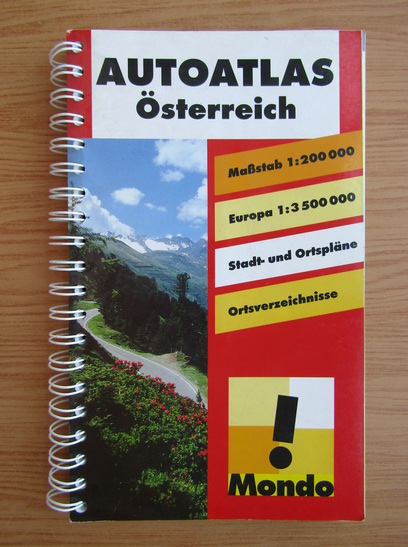 AUTOATLAS
Österreich
Maßstab 1:200 000
Europa 1:3 500 000
Stadt- und Ortspläne
Ortsverzeichnisse
!
Mondo